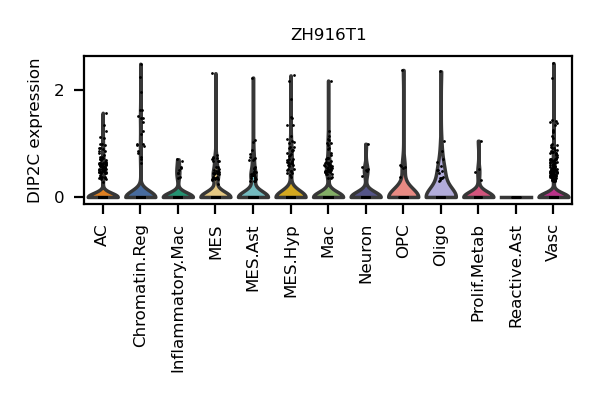 ZH916T1
DIP2C expression
2
0
AC
Chromatin.Reg
Inflammatory.Mac
MES
MES.Ast
MES.Hyp
Mac
Neuron
OPC
Oligo
Prolif.Metab
Reactive.Ast
Vasc